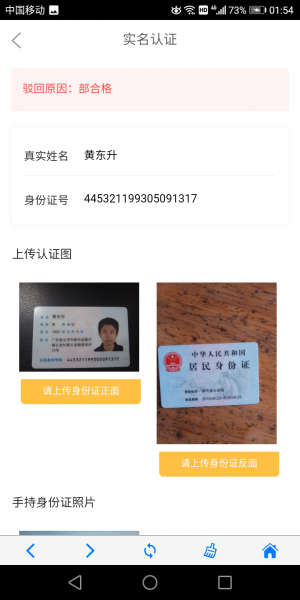 中国移动
HD
4G
73%
01:54
实名认证
驳回原因：部合格
真实姓名 黄东升
身份证号 445321199305091317
上传认证图
黄东升
445321199305091317
中华人民共和国
居民身份证
请上传身份证正面
请上传身份证反面
手持身份证照片